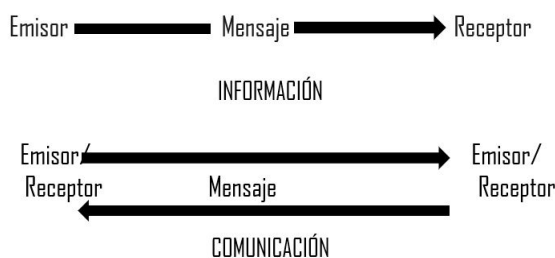 Emisor Mensaje Receptor
INFORMACIÓN
Emisor/ Emisor/
Receptor Mensaje Receptor
COMUNICACIÓN